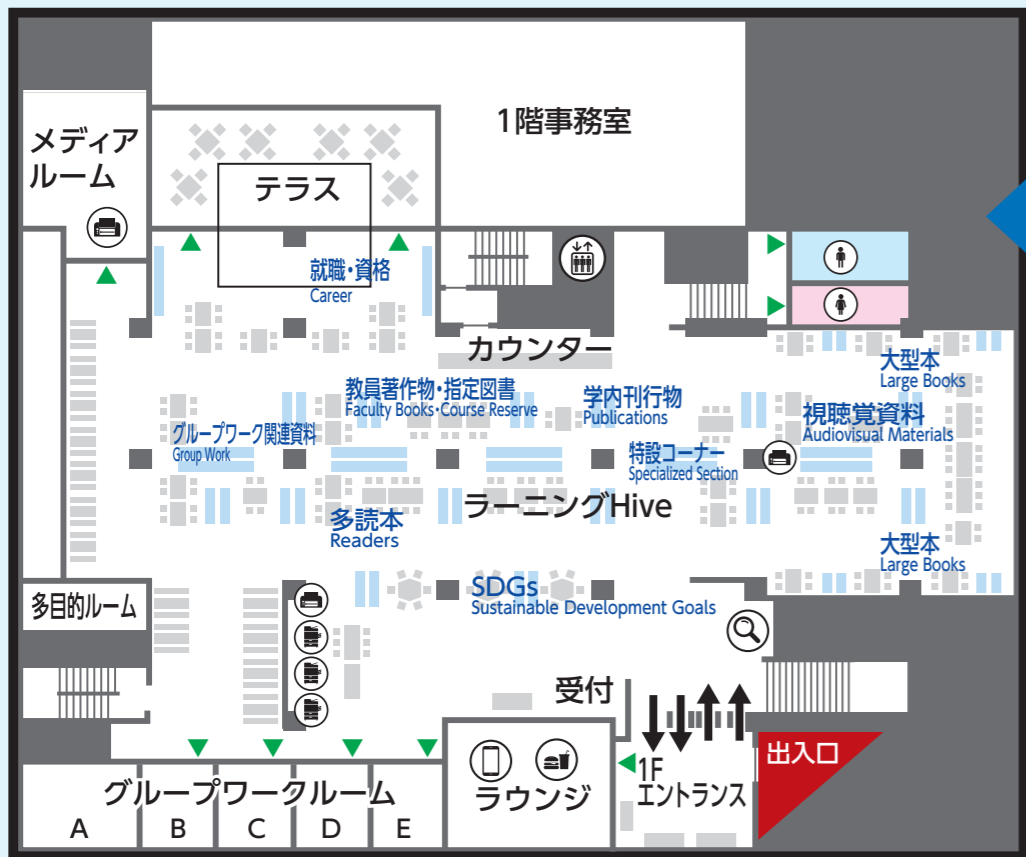 1階事務室
メディア
ルーム
テラス
就職・資格
Career
カウンター
大型本
Large Books
教員著作物・指定図書
Faculty Books・Course Reserve
学内刊行物
Publications
視聴覚資料
Audiovisual Materials
グループワーク関連資料
Group Work
特設コーナー
Specialized Section
ラーニングHive
多読本
Readers
大型本
Large Books
SDGs
Sustainable Development Goals
多目的ルーム
受付
出入口
1F
エントランス
ラウンジ
グループワークルーム
A
B
C
D
E